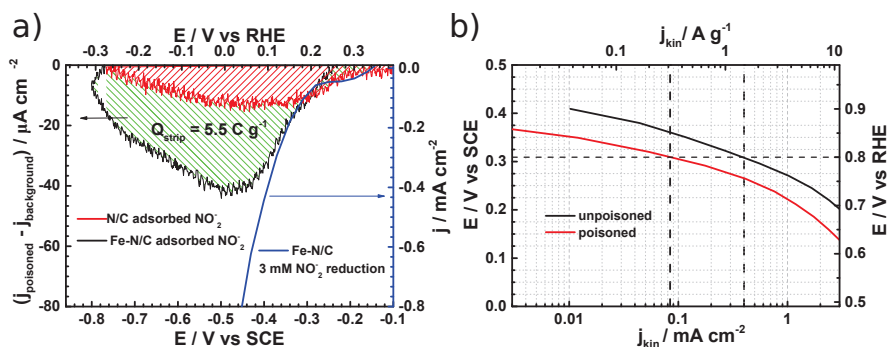 a)
E / V vs RHE
-0.3 -0.2 -0.1 0.0 0.1 0.2 0.3
0
-20
-40
-60
-80
(j_poisoned - j_background) / µA cm⁻²
Q_strip = 5.5 C g⁻¹
N/C adsorbed NO₂⁻
Fe-N/C adsorbed NO₂⁻
Fe-N/C
3 mM NO₂⁻ reduction
0.0
-0.2
-0.4
-0.6
-0.8
j / mA cm⁻²
-0.8 -0.7 -0.6 -0.5 -0.4 -0.3 -0.2 -0.1
E / V vs SCE
b)
j_kin / A g⁻¹
0.1 1 10
0.5
0.4
0.3
0.2
0.1
0.0
E / V vs SCE
unpoisoned
poisoned
0.9
0.8
0.7
0.6
0.5
E / V vs RHE
0.01 0.1 1
j_kin / mA cm⁻²